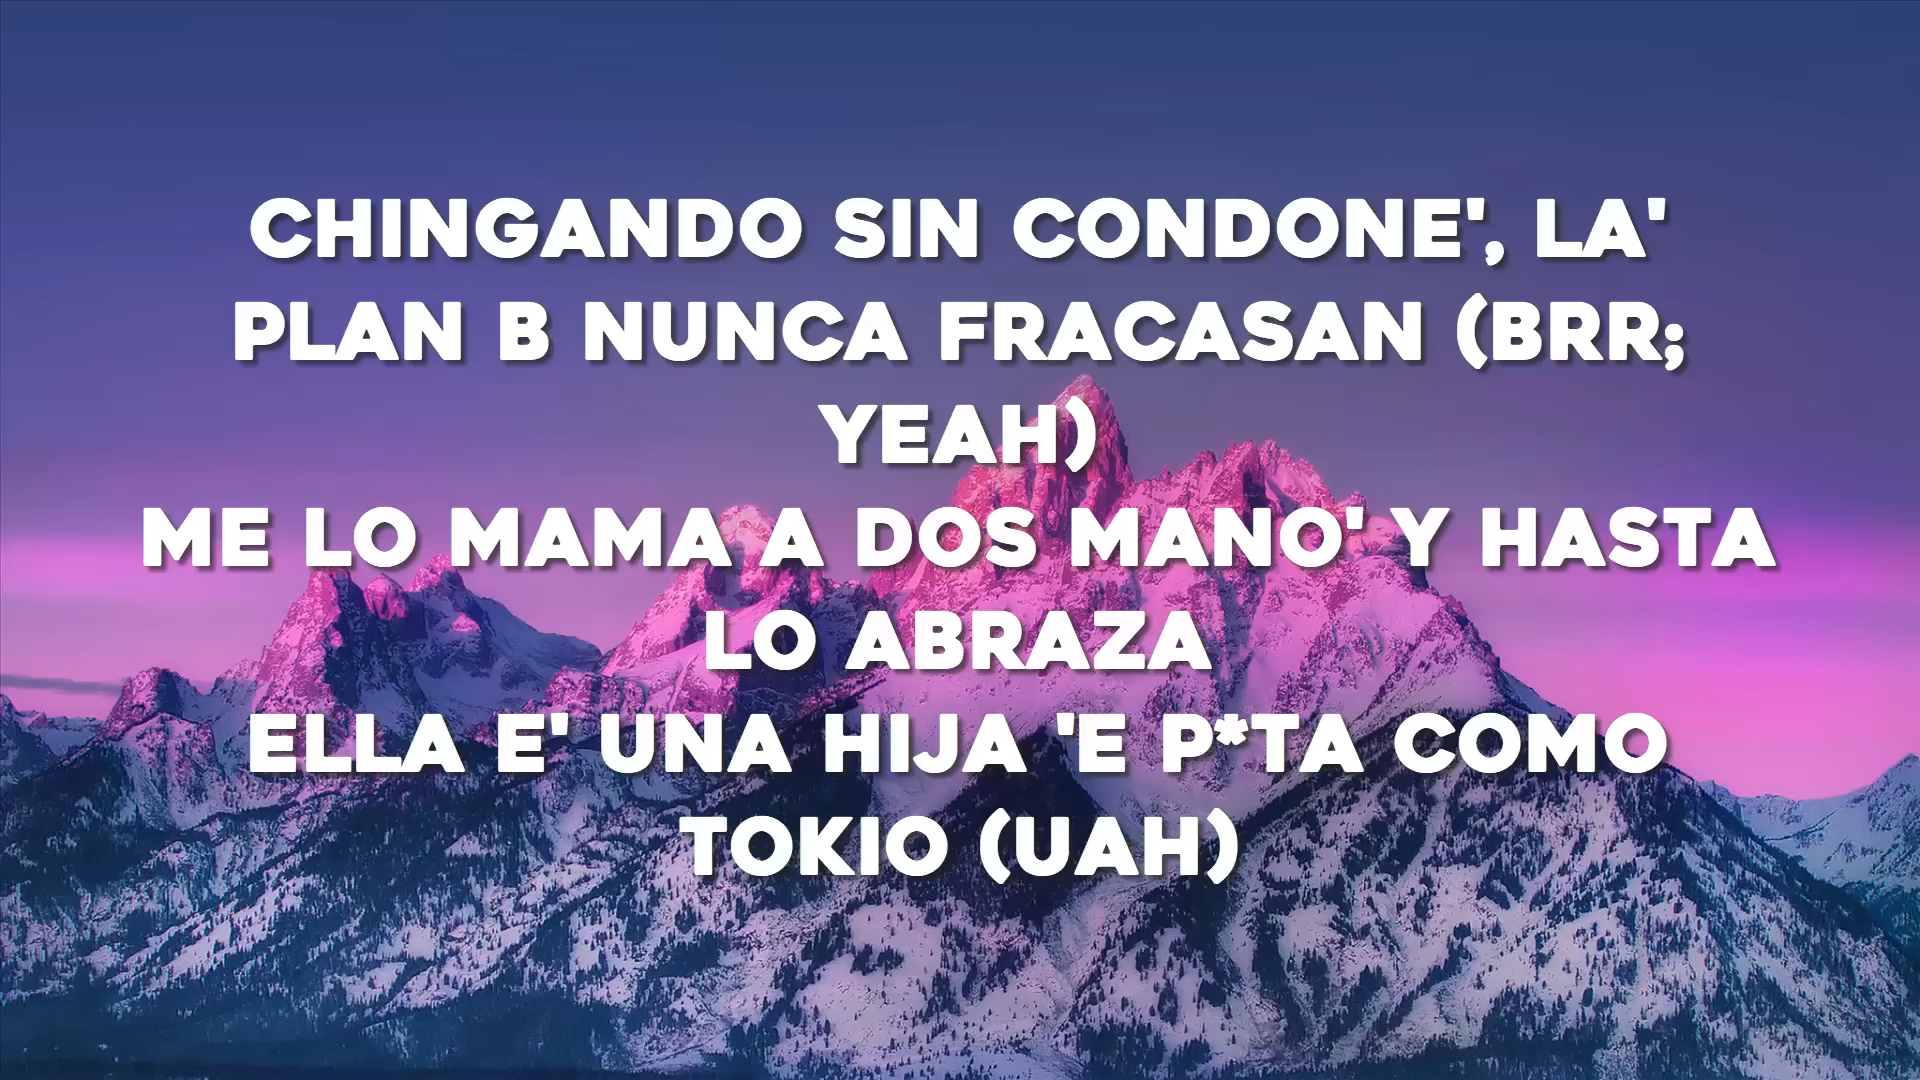 CHINGANDO SIN CONDONE', LA'
PLAN B NUNCA FRACASAN (BRR;
YEAH)
ME LO MAMA A DOS MANO' Y HASTA
LO ABRAZA
ELLA E' UNA HIJA 'E P*TA COMO
TOKIO (UAH)